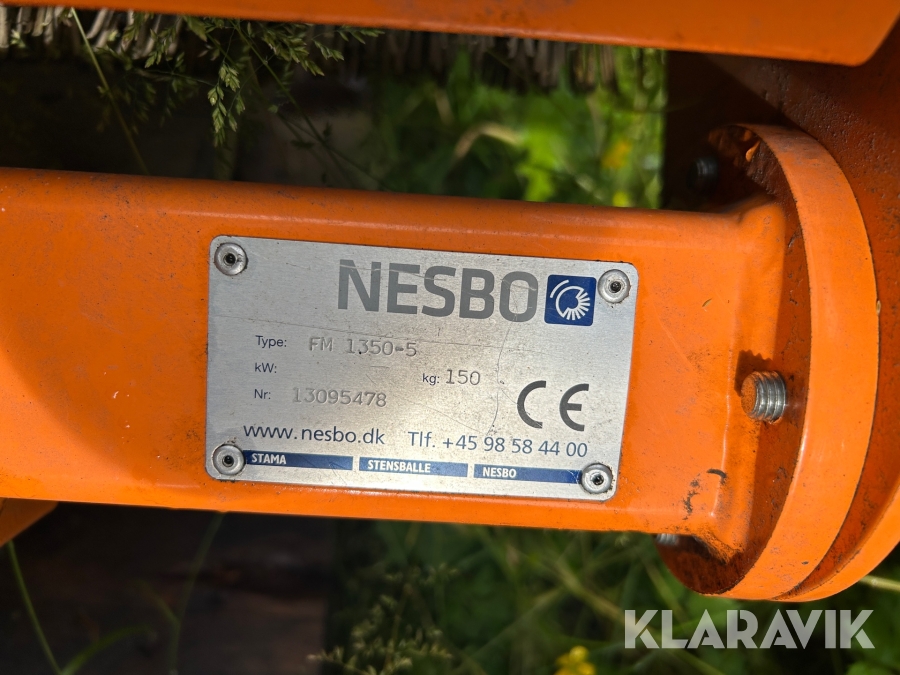 NESBO
Type: FM 1350-5
kW:
kg: 150
Nr: 13095478
www.nesbo.dk Tlf. +45 98 58 44 00
CE
STAMA STENSBALLE NESBO
KLARAVIK